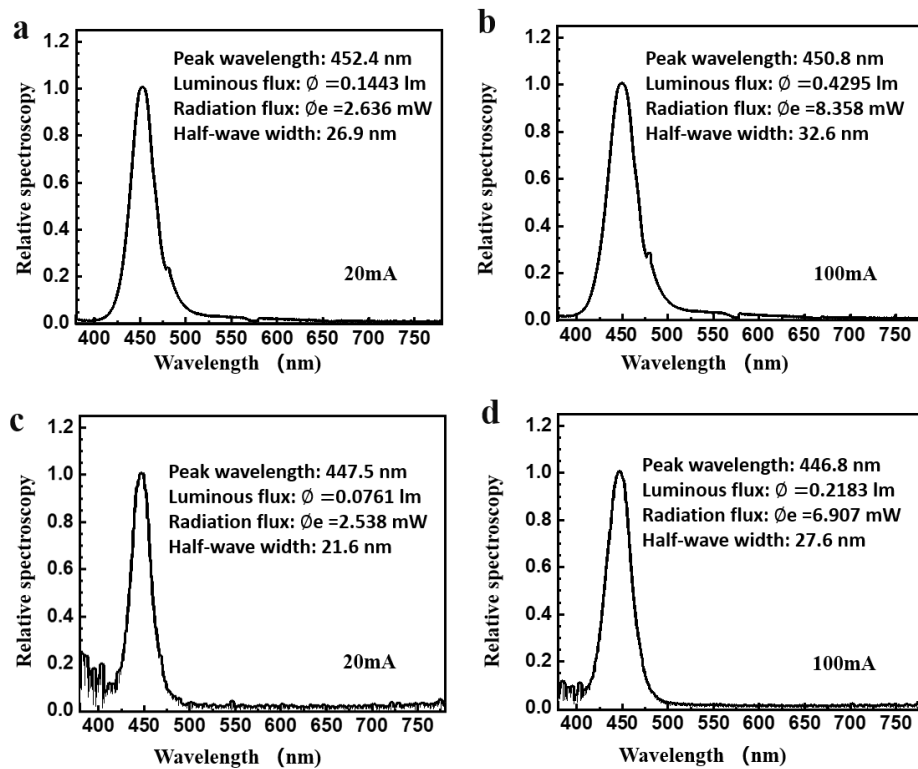 a
Peak wavelength: 452.4 nm
Luminous flux: ∅ =0.1443 lm
Radiation flux: ∅e =2.636 mW
Half-wave width: 26.9 nm
20mA
Relative spectroscopy
1.2
1.0
0.8
0.6
0.4
0.2
0.0
400 450 500 550 600 650 700 750
Wavelength (nm)
b
Peak wavelength: 450.8 nm
Luminous flux: ∅ =0.4295 lm
Radiation flux: ∅e =8.358 mW
Half-wave width: 32.6 nm
100mA
Relative spectroscopy
1.2
1.0
0.8
0.6
0.4
0.2
0.0
400 450 500 550 600 650 700 750
Wavelength (nm)
c
Peak wavelength: 447.5 nm
Luminous flux: ∅ =0.0761 lm
Radiation flux: ∅e =2.538 mW
Half-wave width: 21.6 nm
20mA
Relative spectroscopy
1.2
1.0
0.8
0.6
0.4
0.2
0.0
400 450 500 550 600 650 700 750
Wavelength (nm)
d
Peak wavelength: 446.8 nm
Luminous flux: ∅ =0.2183 lm
Radiation flux: ∅e =6.907 mW
Half-wave width: 27.6 nm
100mA
Relative spectroscopy
1.2
1.0
0.8
0.6
0.4
0.2
0.0
400 450 500 550 600 650 700 750
Wavelength (nm)